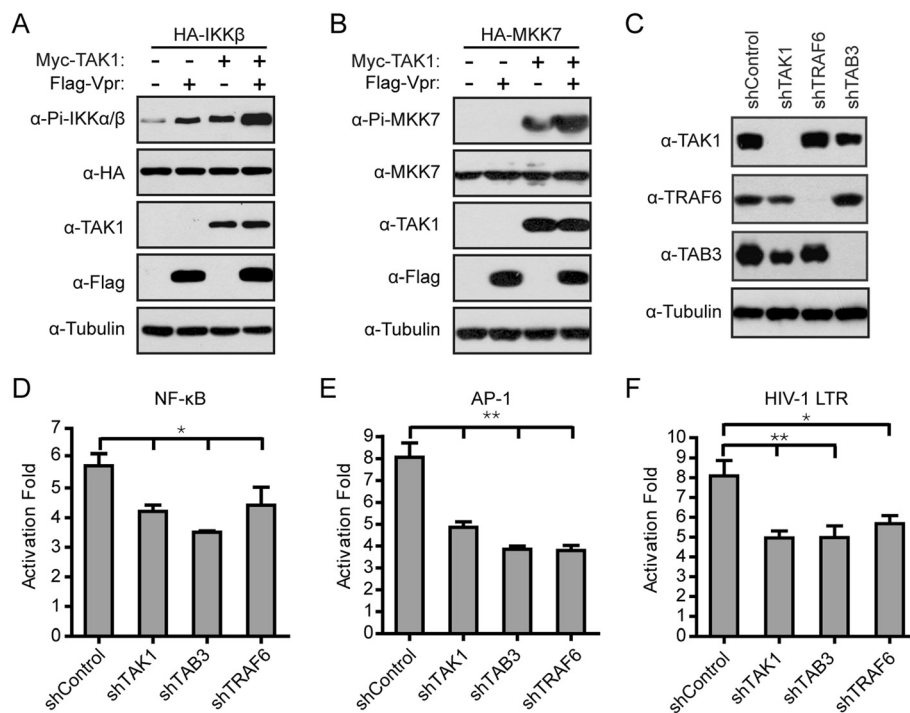 A
HA-IKKβ
Myc-TAK1: - - + +
Flag-Vpr: - + - +
α-Pi-IKKα/β
α-HA
α-TAK1
α-Flag
α-Tubulin
B
HA-MKK7
Myc-TAK1: - - + +
Flag-Vpr: - + - +
α-Pi-MKK7
α-MKK7
α-TAK1
α-Flag
α-Tubulin
C
shControl
shTAK1
shTRAF6
shTAB3
α-TAK1
α-TRAF6
α-TAB3
α-Tubulin
D
NF-κB
Activation Fold
7
6
5
4
3
2
1
0
*
shControl
shTAK1
shTAB3
shTRAF6
E
AP-1
Activation Fold
9
8
7
6
5
4
3
2
1
0
**
shControl
shTAK1
shTAB3
shTRAF6
F
HIV-1 LTR
Activation Fold
10
9
8
7
6
5
4
3
2
1
0
*
**
shControl
shTAK1
shTAB3
shTRAF6